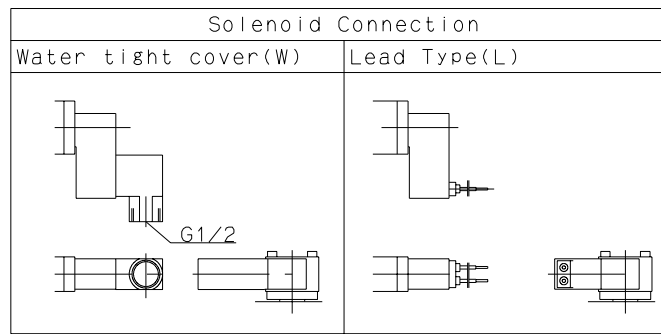 Solenoid Connection
Water tight cover(W)
Lead Type(L)
G1/2